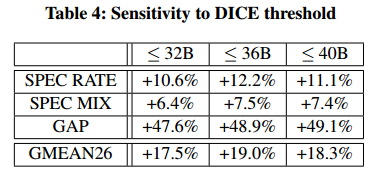 Table 4: Sensitivity to DICE threshold
≤ 32B ≤ 36B ≤ 40B
SPEC RATE +10.6% +12.2% +11.1%
SPEC MIX +6.4% +7.5% +7.4%
GAP +47.6% +48.9% +49.1%
GMEAN26 +17.5% +19.0% +18.3%